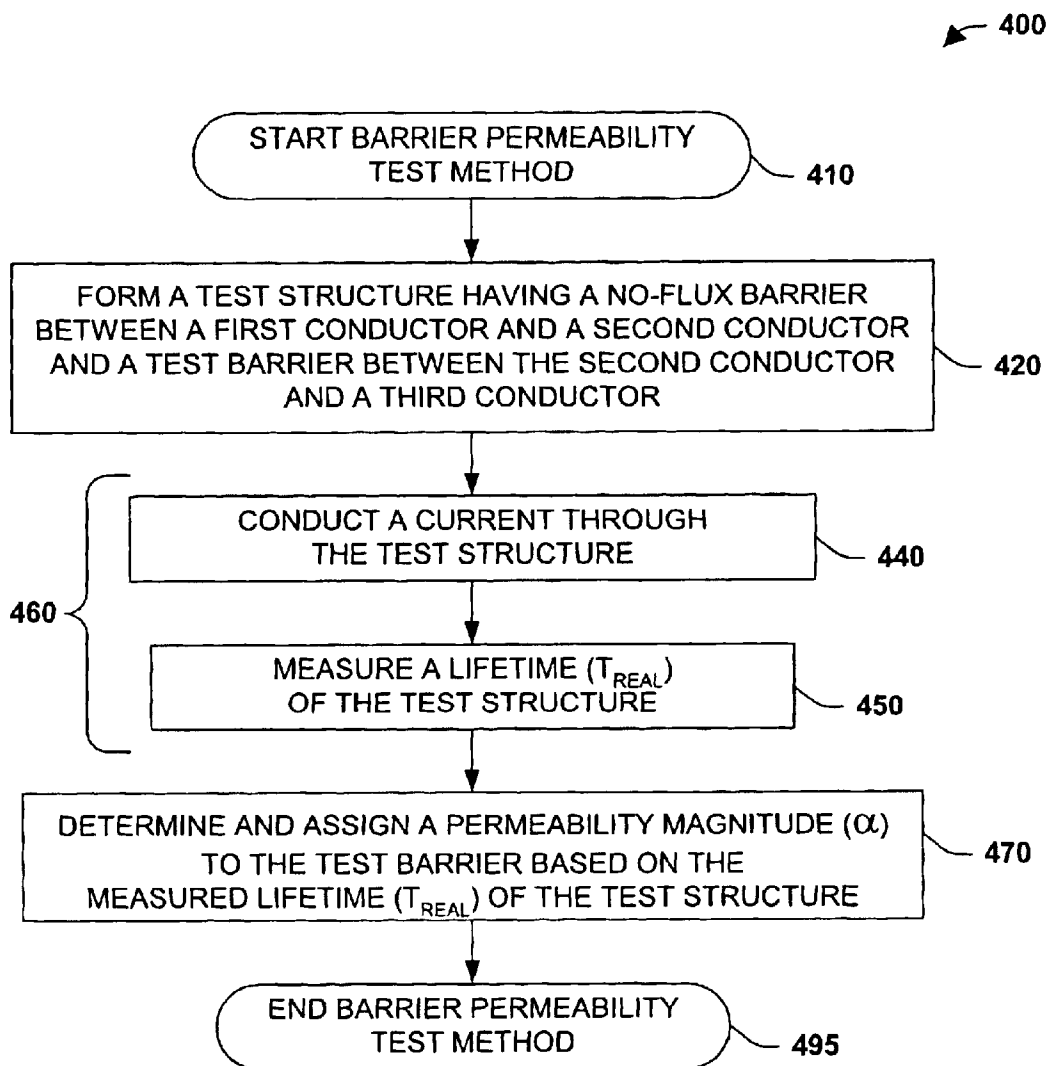 400
START BARRIER PERMEABILITY
TEST METHOD
410
FORM A TEST STRUCTURE HAVING A NO-FLUX BARRIER
BETWEEN A FIRST CONDUCTOR AND A SECOND CONDUCTOR
AND A TEST BARRIER BETWEEN THE SECOND CONDUCTOR
AND A THIRD CONDUCTOR
420
CONDUCT A CURRENT THROUGH
THE TEST STRUCTURE
440
460
MEASURE A LIFETIME (T_REAL)
OF THE TEST STRUCTURE
450
DETERMINE AND ASSIGN A PERMEABILITY MAGNITUDE (α)
TO THE TEST BARRIER BASED ON THE
MEASURED LIFETIME (T_REAL) OF THE TEST STRUCTURE
470
END BARRIER PERMEABILITY
TEST METHOD
495